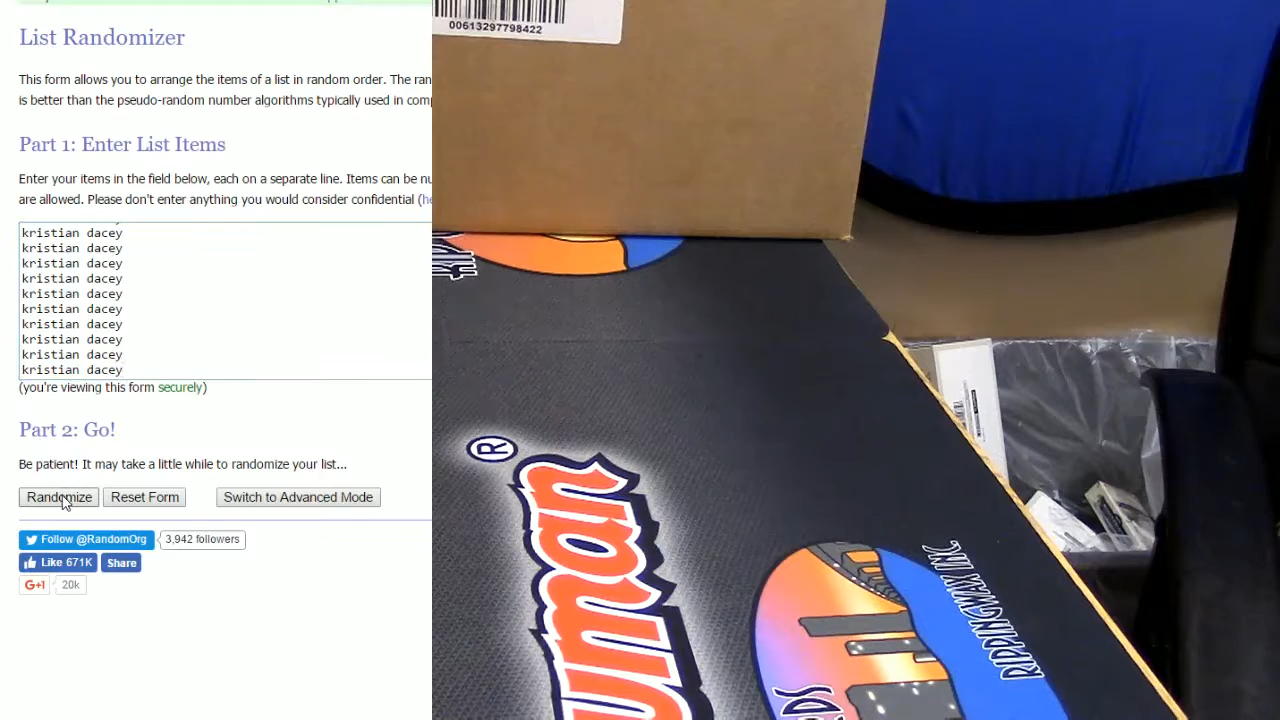 List Randomizer
This form allows you to arrange the items of a list in random order. The ran
is better than the pseudo-random number algorithms typically used in comp
Part 1: Enter List Items
Enter your items in the field below, each on a separate line. Items can be nu
are allowed. Please don't enter anything you would consider confidential (he
kristian dacey
kristian dacey
kristian dacey
kristian dacey
kristian dacey
kristian dacey
kristian dacey
kristian dacey
kristian dacey
kristian dacey
(you're viewing this form securely)
Part 2: Go!
Be patient! It may take a little while to randomize your list...
Randomize Reset Form Switch to Advanced Mode
Follow @RandomOrg 3,942 followers
Like 671K Share
G+1 20k
00613297798422
uman®
RIPPINGWAX INC.